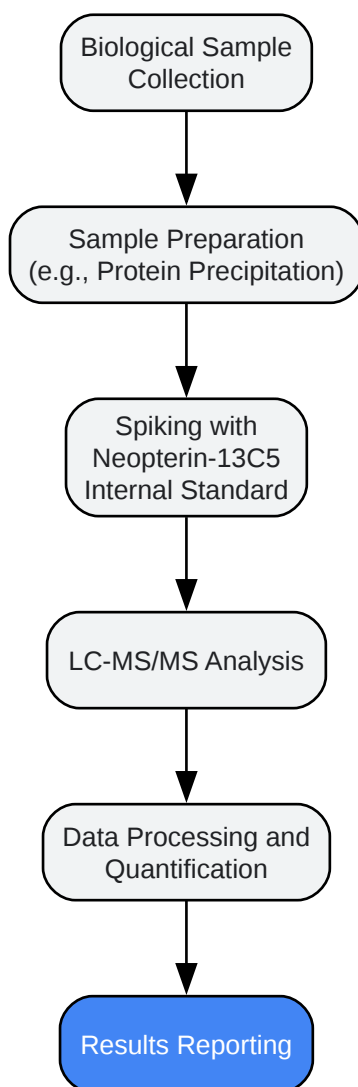 Biological Sample
Collection
Sample Preparation
(e.g., Protein Precipitation)
Spiking with
Neopterin-13C5
Internal Standard
LC-MS/MS Analysis
Data Processing and
Quantification
Results Reporting